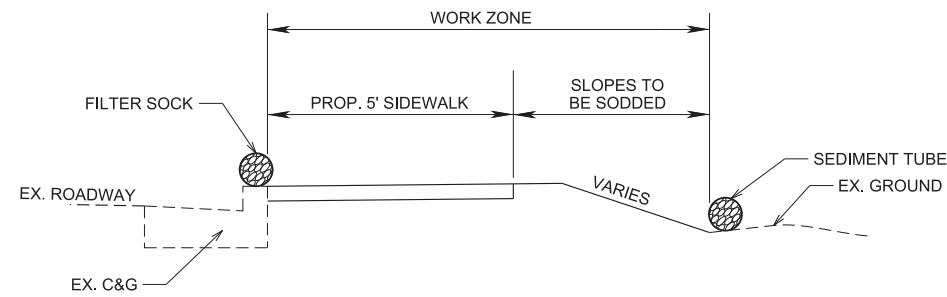 WORK ZONE
SLOPES TO
BE SODDED
PROP. 5' SIDEWALK
FILTER SOCK
SEDIMENT TUBE
EX. GROUND
EX. ROADWAY
VARIES
EX. C&G